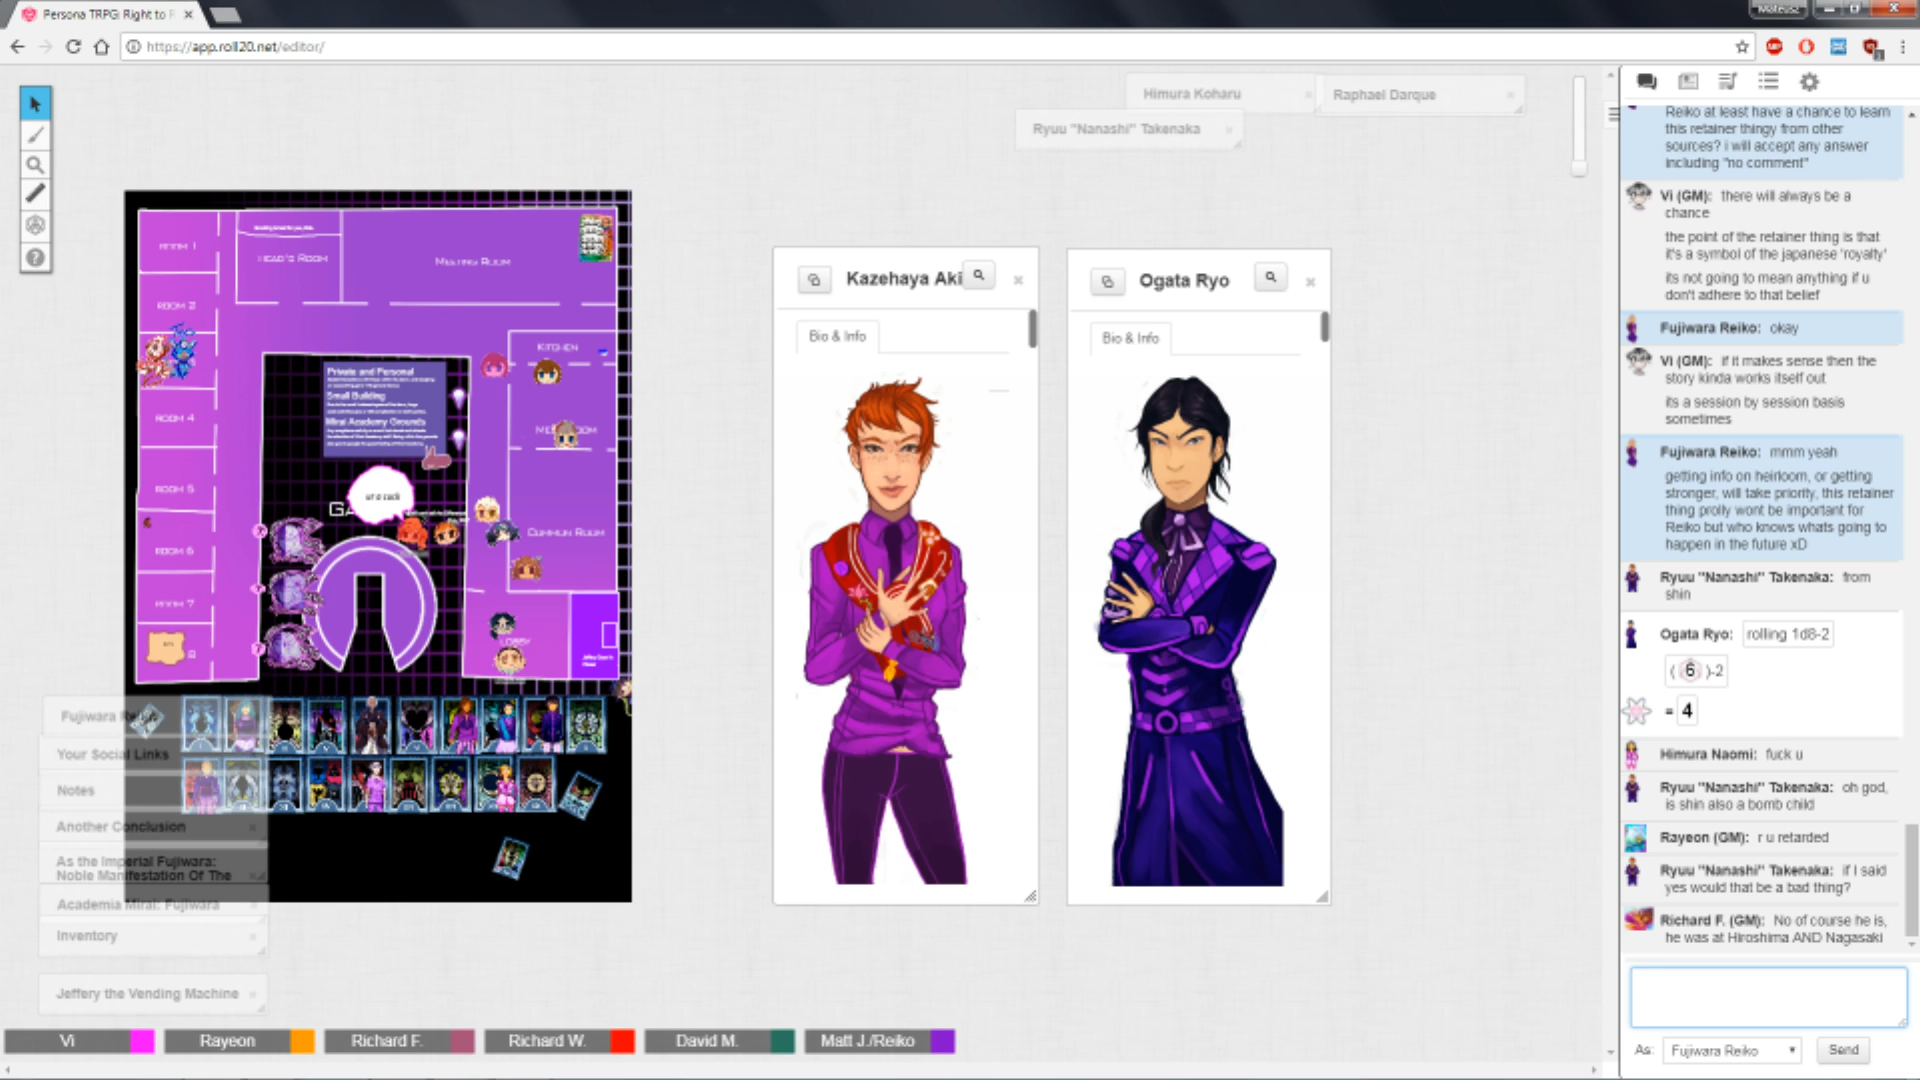 Persona TRPG: Right to R
Mateusz
https://app.roll20.net/editor/
Himura Koharu
Raphael Darque
Ryuu "Nanashi" Takenaka
ROOM 1
HEAD'S ROOM
MEETING ROOM
ROOM 2
KITCHEN
Private and Personal
Small Building
Mirai Academy Grounds
ROOM 4
ROOM 5
GA
COMMON ROOM
ROOM 6
ROOM 7
8
LOBBY
Kazehaya Aki
Bio & Info
Ogata Ryo
Bio & Info
Fujiwara Reiko
Your Social Links
Notes
Another Conclusion
As the Imperial Fujiwara:
Noble Manifestation Of The
Academia Mirai: Fujiwara
Inventory
Jeffery the Vending Machine
Vi
Rayeon
Richard F.
Richard W.
David M.
Matt J./Reiko
Reiko at least have a chance to learn
this retainer thingy from other
sources? i will accept any answer
including "no comment"
Vi (GM): there will always be a
chance
the point of the retainer thing is that
it's a symbol of the japanese 'royalty'
its not going to mean anything if u
don't adhere to that belief
Fujiwara Reiko: okay
Vi (GM): if it makes sense then the
story kinda works itself out
its a session by session basis
sometimes
Fujiwara Reiko: mmm yeah
getting info on heirloom, or getting
stronger, will take priority, this retainer
thing prolly wont be important for
Reiko but who knows whats going to
happen in the future xD
Ryuu "Nanashi" Takenaka: from
shin
Ogata Ryo: rolling 1d8-2
(6)-2
= 4
Himura Naomi: fuck u
Ryuu "Nanashi" Takenaka: oh god,
is shin also a bomb child
Rayeon (GM): r u retarded
Ryuu "Nanashi" Takenaka: if I said
yes would that be a bad thing?
Richard F. (GM): No of course he is,
he was at Hiroshima AND Nagasaki
As: Fujiwara Reiko
Send